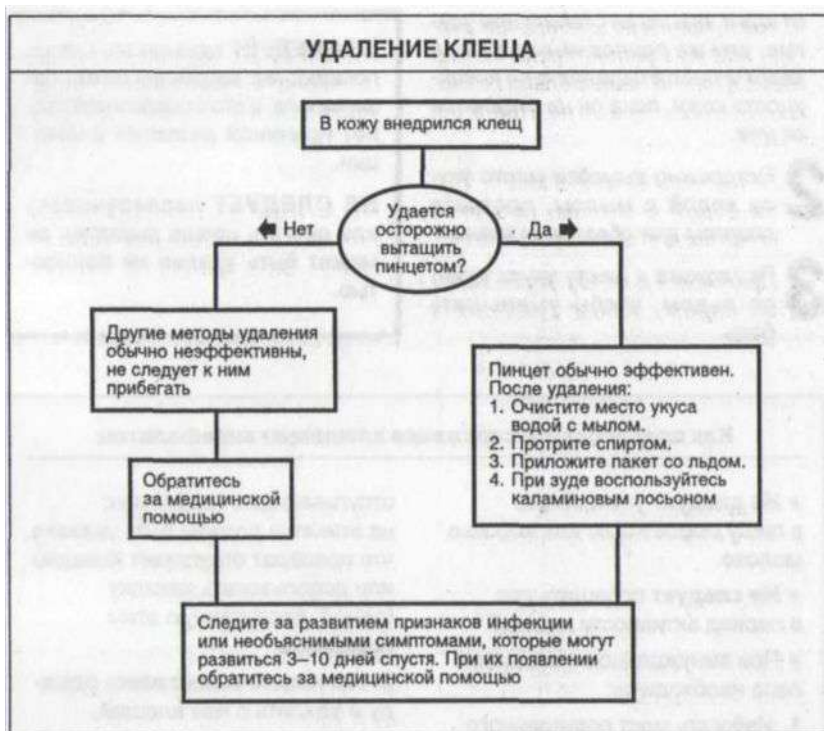 УДАЛЕНИЕ КЛЕЩА
В кожу внедрился клещ
Удается
осторожно
вытащить
пинцетом?
Нет
Да
Другие методы удаления
обычно неэффективны,
не следует к ним
прибегать
Обратитесь
за медицинской
помощью
Пинцет обычно эффективен.
После удаления:
1. Очистите место укуса
водой с мылом.
2. Протрите спиртом.
3. Приложите пакет со льдом.
4. При зуде воспользуйтесь
каламиновым лосьоном
Следите за развитием признаков инфекции
или необъяснимыми симптомами, которые могут
развиться 3–10 дней спустя. При их появлении
обратитесь за медицинской помощью